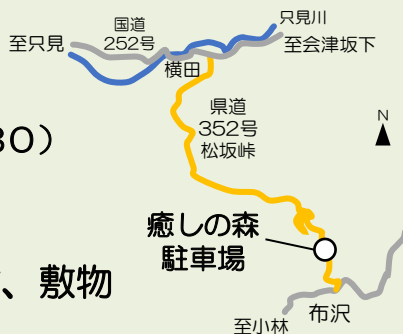 只見川
国道
252号
至只見
至会津坂下
横田
県道
352号
松坂峠
N
30）
癒しの森
駐車場
、敷物
布沢
至小林